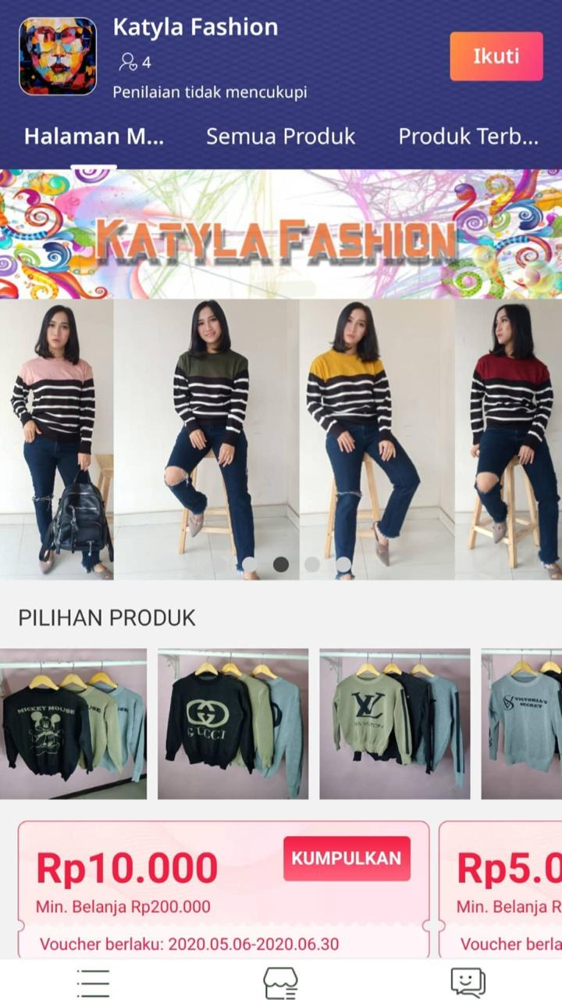 Katyla Fashion
4
Ikuti
Penilaian tidak mencukupi
Halaman M...
Semua Produk
Produk Terb...
KATYLA FASHION
PILIHAN PRODUK
MICKEY MOUSE
GUCCI
VICTORIA'S
SECRET
Rp10.000
KUMPULKAN
Min. Belanja Rp200.000
Voucher berlaku: 2020.05.06-2020.06.30
Rp5.0
Min. Belanja R
Voucher berla